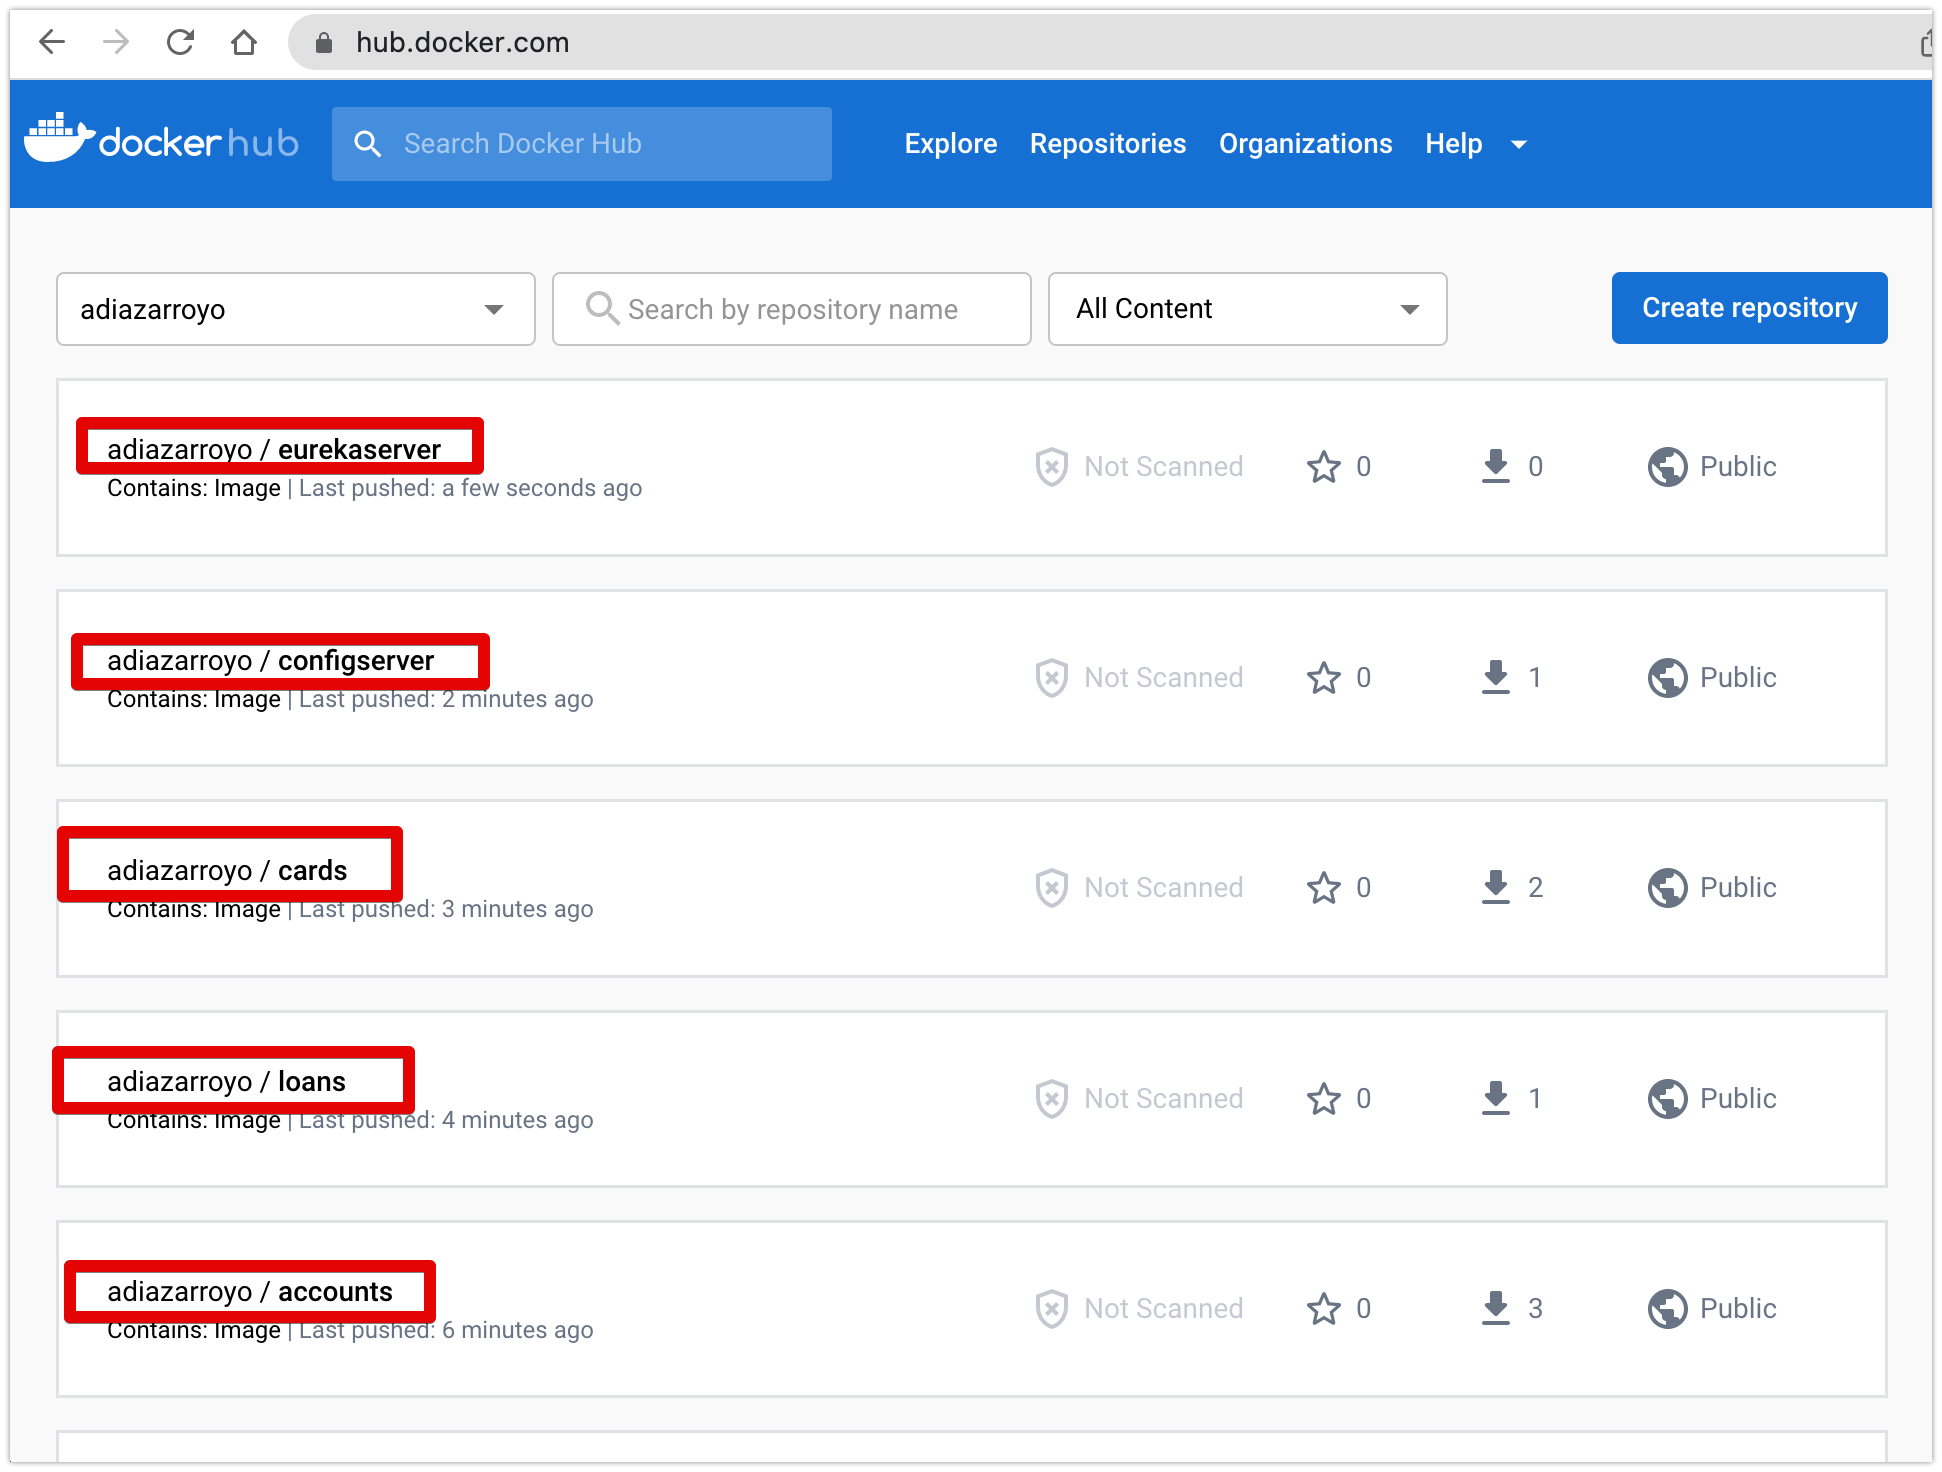 hub.docker.com
docker hub
Search Docker Hub
Explore Repositories Organizations Help
adiazarroyo
Search by repository name
All Content
Create repository
adiazarroyo / eurekaserver
Contains: Image | Last pushed: a few seconds ago
Not Scanned 0 0 Public
adiazarroyo / configserver
Contains: Image | Last pushed: 2 minutes ago
Not Scanned 0 1 Public
adiazarroyo / cards
Contains: Image | Last pushed: 3 minutes ago
Not Scanned 0 2 Public
adiazarroyo / loans
Contains: Image | Last pushed: 4 minutes ago
Not Scanned 0 1 Public
adiazarroyo / accounts
Contains: Image | Last pushed: 6 minutes ago
Not Scanned 0 3 Public